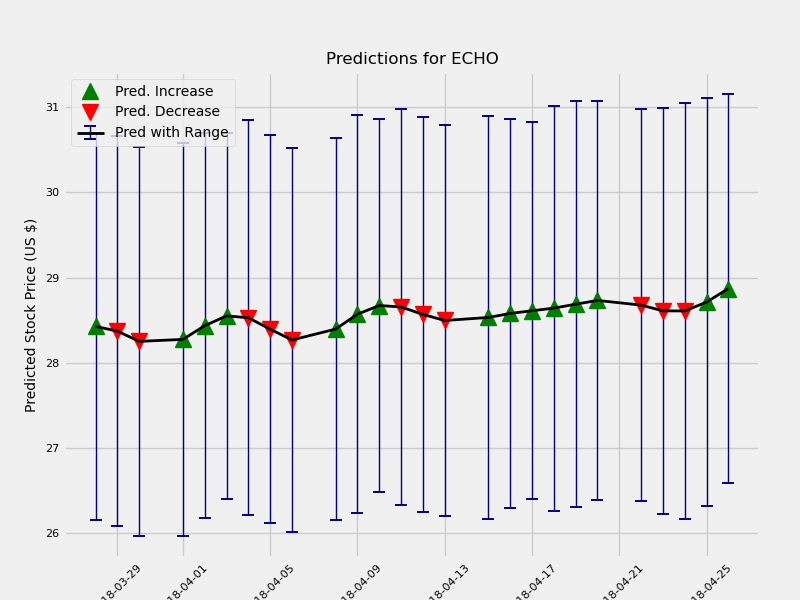 Predictions for ECHO
Pred. Increase
Pred. Decrease
Pred with Range
Predicted Stock Price (US $)
31
30
29
28
27
26
18-03-29
18-04-01
18-04-05
18-04-09
18-04-13
18-04-17
18-04-21
18-04-25